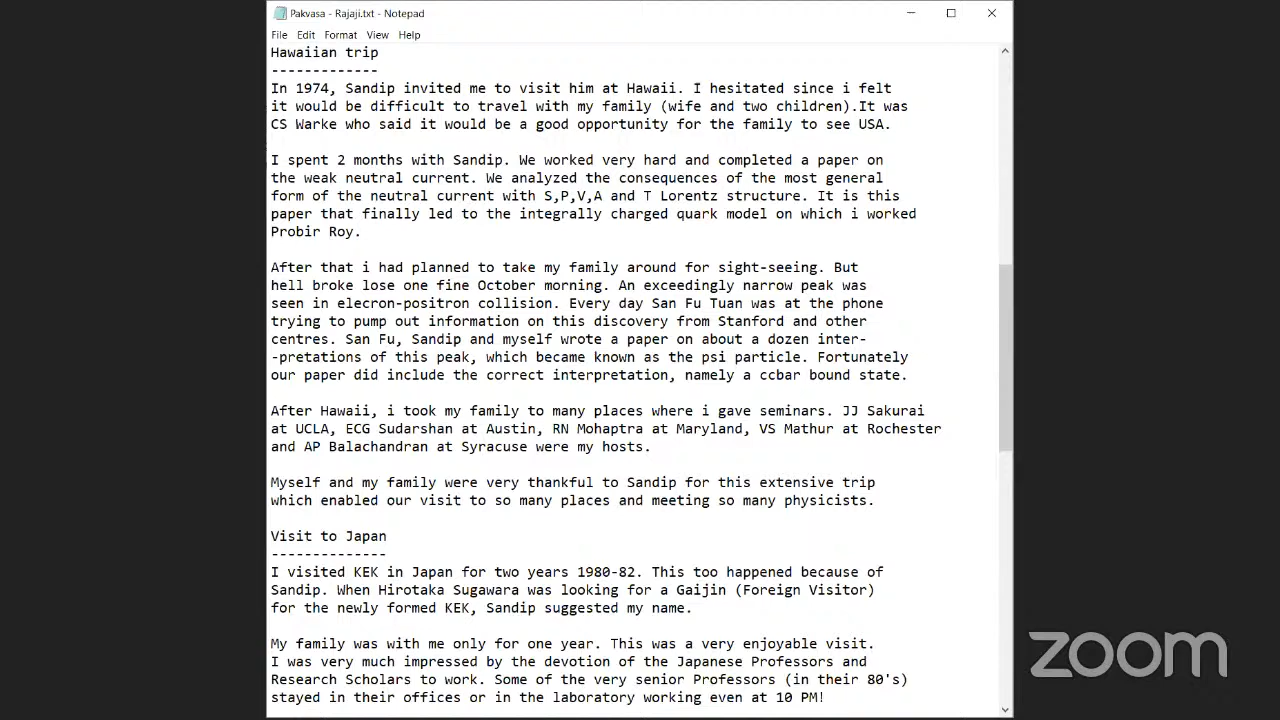 Pakvasa - Rajaji.txt - Notepad
File Edit Format View Help
Hawaiian trip
-------------
In 1974, Sandip invited me to visit him at Hawaii. I hesitated since i felt
it would be difficult to travel with my family (wife and two children).It was
CS Warke who said it would be a good opportunity for the family to see USA.
I spent 2 months with Sandip. We worked very hard and completed a paper on
the weak neutral current. We analyzed the consequences of the most general
form of the neutral current with S,P,V,A and T Lorentz structure. It is this
paper that finally led to the integrally charged quark model on which i worked
Probir Roy.
After that i had planned to take my family around for sight-seeing. But
hell broke lose one fine October morning. An exceedingly narrow peak was
seen in elecron-positron collision. Every day San Fu Tuan was at the phone
trying to pump out information on this discovery from Stanford and other
centres. San Fu, Sandip and myself wrote a paper on about a dozen inter-
-pretations of this peak, which became known as the psi particle. Fortunately
our paper did include the correct interpretation, namely a ccbar bound state.
After Hawaii, i took my family to many places where i gave seminars. JJ Sakurai
at UCLA, ECG Sudarshan at Austin, RN Mohaptra at Maryland, VS Mathur at Rochester
and AP Balachandran at Syracuse were my hosts.
Myself and my family were very thankful to Sandip for this extensive trip
which enabled our visit to so many places and meeting so many physicists.
Visit to Japan
--------------
I visited KEK in Japan for two years 1980-82. This too happened because of
Sandip. When Hirotaka Sugawara was looking for a Gaijin (Foreign Visitor)
for the newly formed KEK, Sandip suggested my name.
My family was with me only for one year. This was a very enjoyable visit.
I was very much impressed by the devotion of the Japanese Professors and
Research Scholars to work. Some of the very senior Professors (in their 80's)
stayed in their offices or in the laboratory working even at 10 PM!
zoom